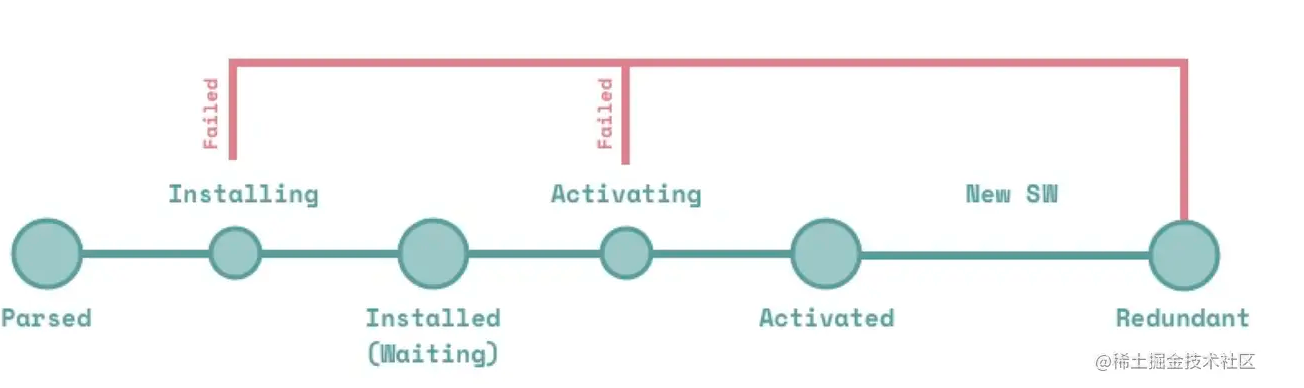 Failed
Failed
Installing
Activating
New SW
Parsed
Installed
(Waiting)
Activated
Redundant
@稀土掘金技术社区